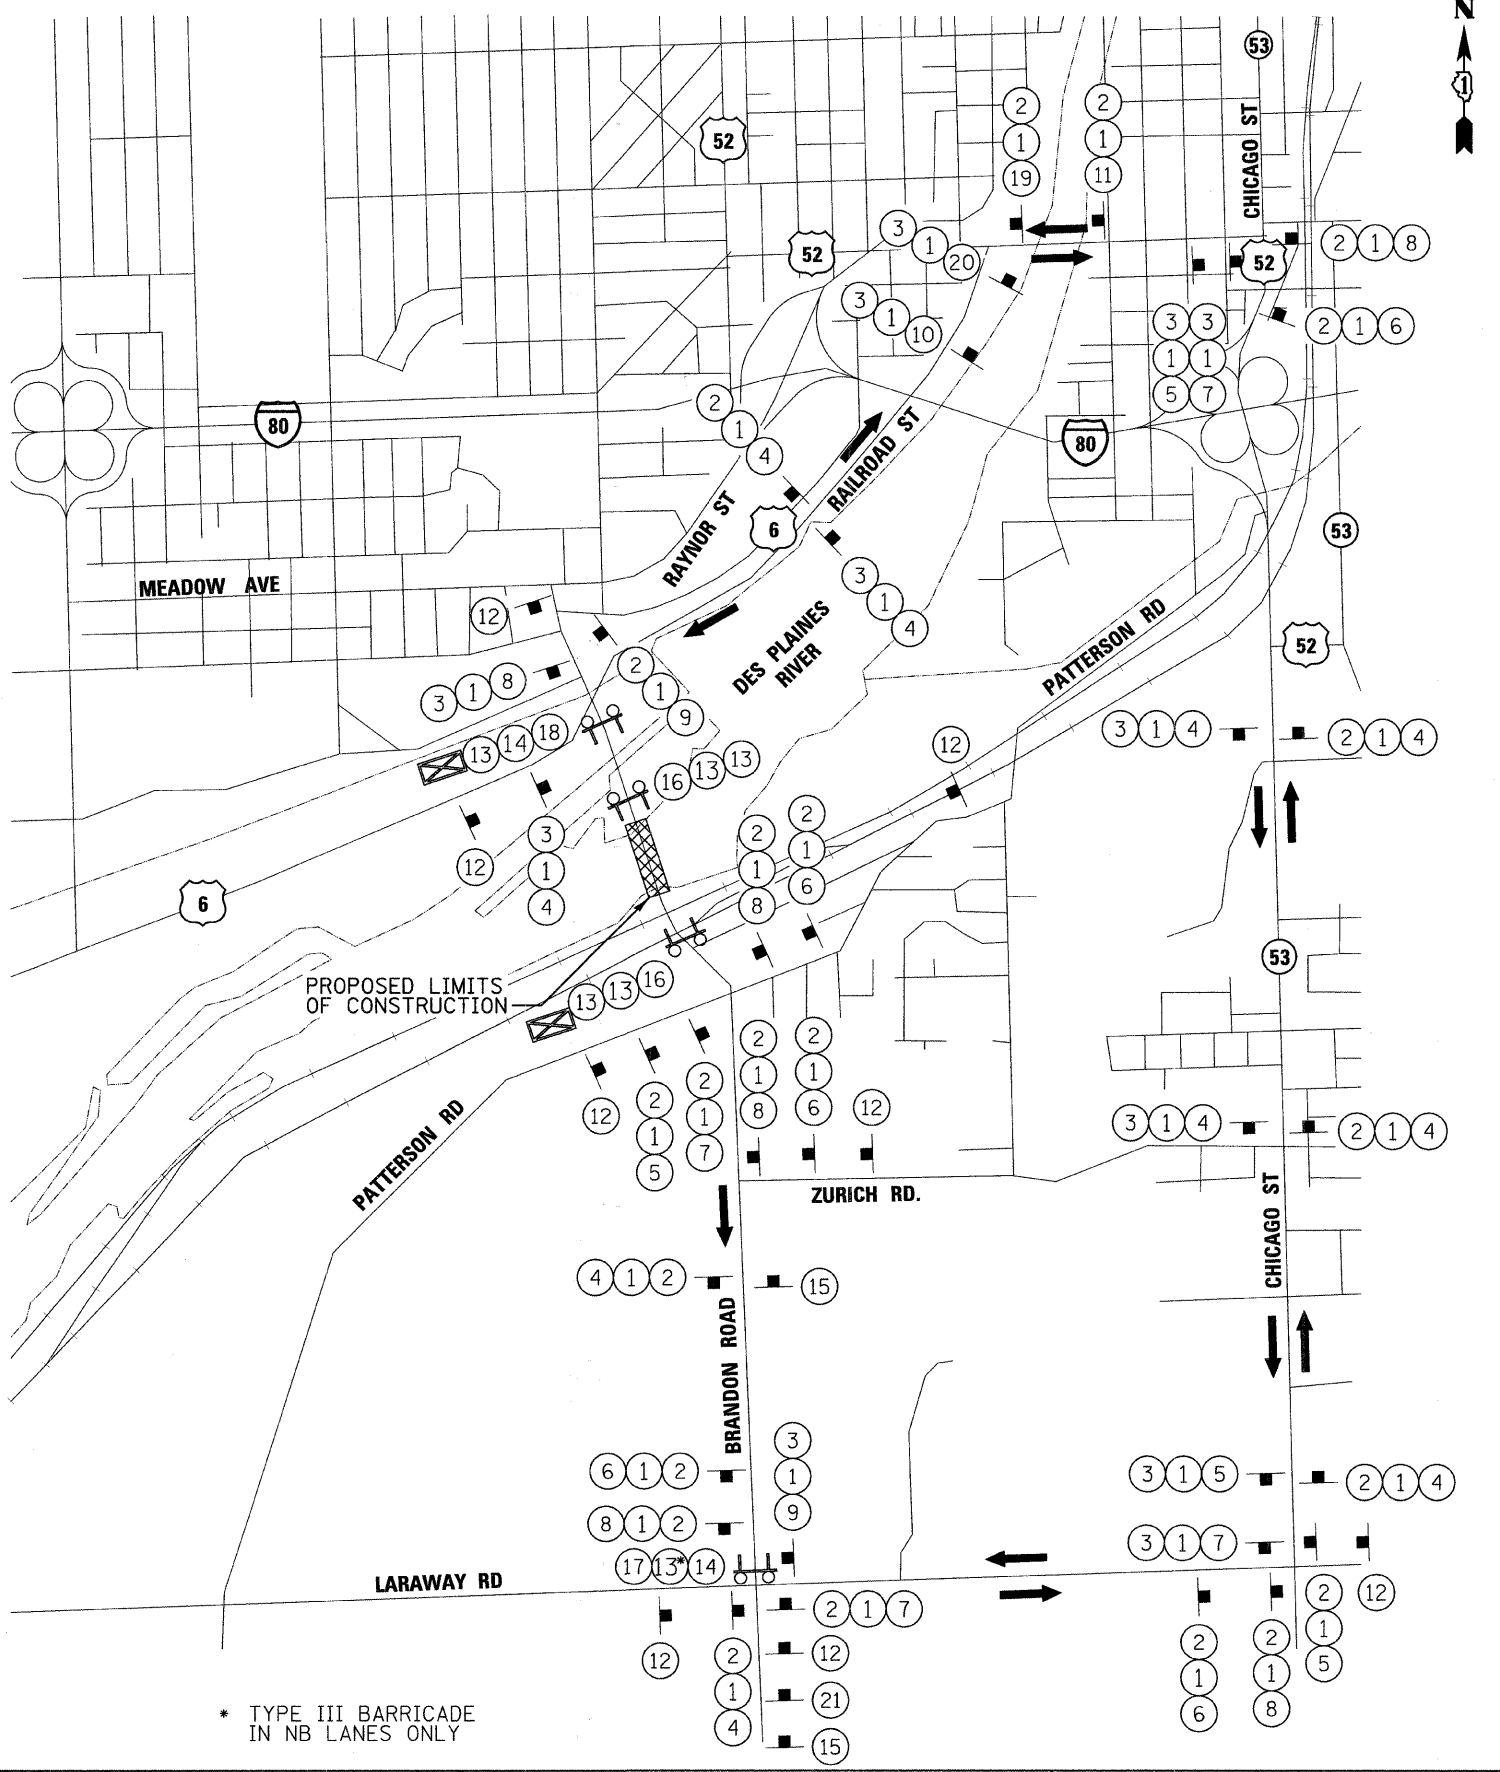 N
1
53
CHICAGO ST
2
1
19
2
1
11
52
52
3 1 20
3 1 10
52
2 1 8
2 1 6
3 3
1 1
5 7
80
80
2 1 4
RAILROAD ST
6
RAYNOR ST
53
MEADOW AVE
3 1 4
12
DES PLAINES
RIVER
PATTERSON RD
52
3 1 8
2 1 9
13 14 18
16 13 13
12
3 1 4
2 1 4
12
3
1
4
2
1
8
2
1
6
6
53
PROPOSED LIMITS
OF CONSTRUCTION
13 13 16
12
2
1
5
2
1
7
2
1
8
2
1
6
12
3 1 4
2 1 4
PATTERSON RD
ZURICH RD.
CHICAGO ST
4 1 2
15
BRANDON ROAD
3
1
9
6 1 2
8 1 2
17 13* 14
3 1 5
2 1 4
3 1 7
LARAWAY RD
12
2
1
4
2 1 7
12
21
15
2
1
6
2
1
8
2
1
5
12
* TYPE III BARRICADE
IN NB LANES ONLY